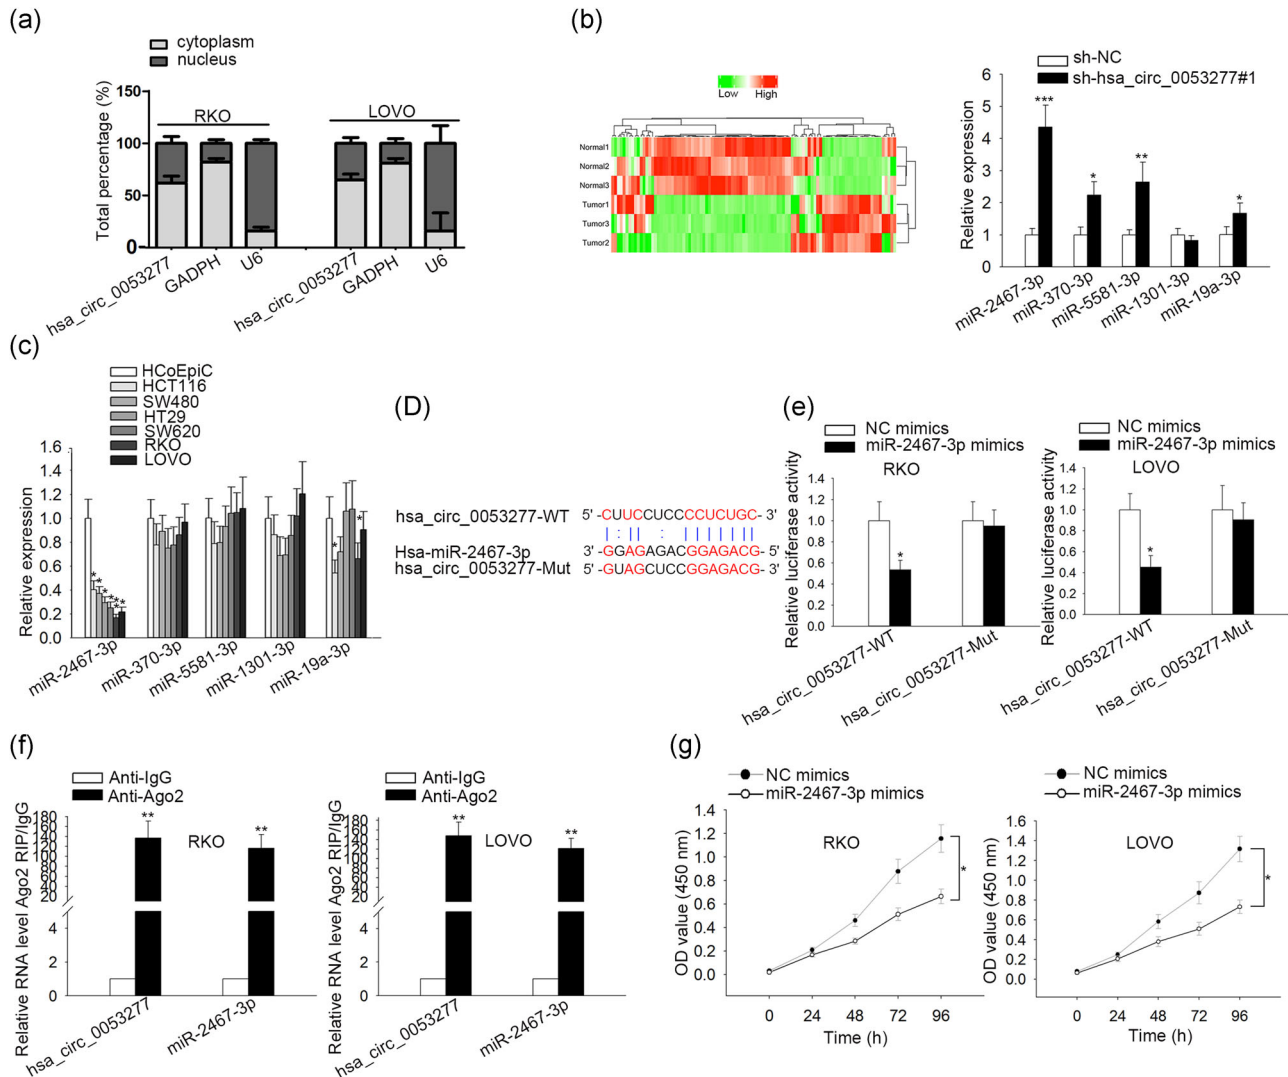 (a)
cytoplasm
nucleus
Total percentage (%)
150
100
50
0
RKO
LOVO
hsa_circ_0053277
GADPH
U6
hsa_circ_0053277
GADPH
U6
(b)
Low
High
Normal1
Normal2
Normal3
Tumor1
Tumor3
Tumor2
sh-NC
sh-hsa_circ_0053277#1
Relative expression
6
5
4
3
2
1
0
***
*
**
*
miR-2467-3p
miR-370-3p
miR-5581-3p
miR-1301-3p
miR-19a-3p
(c)
HCoEpiC
HCT116
SW480
HT29
SW620
RKO
LOVO
Relative expression
1.6
1.4
1.2
1.0
0.8
0.6
0.4
0.2
0.0
miR-2467-3p
miR-370-3p
miR-5581-3p
miR-1301-3p
miR-19a-3p
(D)
hsa_circ_0053277-WT 5' -CUUCCUCCCCUCUGC- 3'
Hsa-miR-2467-3p 3' -GGAGAGACGGAGACG- 5'
hsa_circ_0053277-Mut 5' -GUAGCUCCGGAGACG- 3'
(e)
NC mimics
miR-2467-3p mimics
RKO
Relative luciferase activity
1.4
1.2
1.0
0.8
0.6
0.4
0.2
0.0
*
hsa_circ_0053277-WT
hsa_circ_0053277-Mut
NC mimics
miR-2467-3p mimics
LOVO
Relative luciferase activity
1.4
1.2
1.0
0.8
0.6
0.4
0.2
0.0
*
hsa_circ_0053277-WT
hsa_circ_0053277-Mut
(f)
Anti-IgG
Anti-Ago2
RKO
Relative RNA level Ago2 RIP/IgG
180
160
140
120
100
80
60
40
20
4
2
0
**
**
hsa_circ_0053277
miR-2467-3p
Anti-IgG
Anti-Ago2
LOVO
Relative RNA level Ago2 RIP/IgG
180
160
140
120
100
80
60
40
20
4
2
0
**
**
hsa_circ_0053277
miR-2467-3p
(g)
NC mimics
miR-2467-3p mimics
RKO
OD value (450 nm)
1.4
1.2
1.0
0.8
0.6
0.4
0.2
0.0
*
0 24 48 72 96
Time (h)
NC mimics
miR-2467-3p mimics
LOVO
OD value (450 nm)
1.6
1.4
1.2
1.0
0.8
0.6
0.4
0.2
0.0
*
0 24 48 72 96
Time (h)